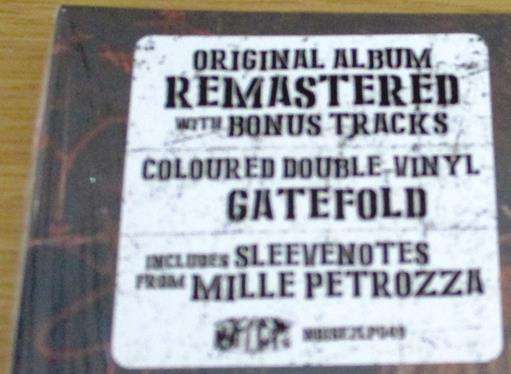 ORIGINAL ALBUM
REMASTERED
WITH BONUS TRACKS
COLOURED DOUBLE-VINYL
GATEFOLD
INCLUDES SLEEVENOTES
FROM MILLE PETROZZA